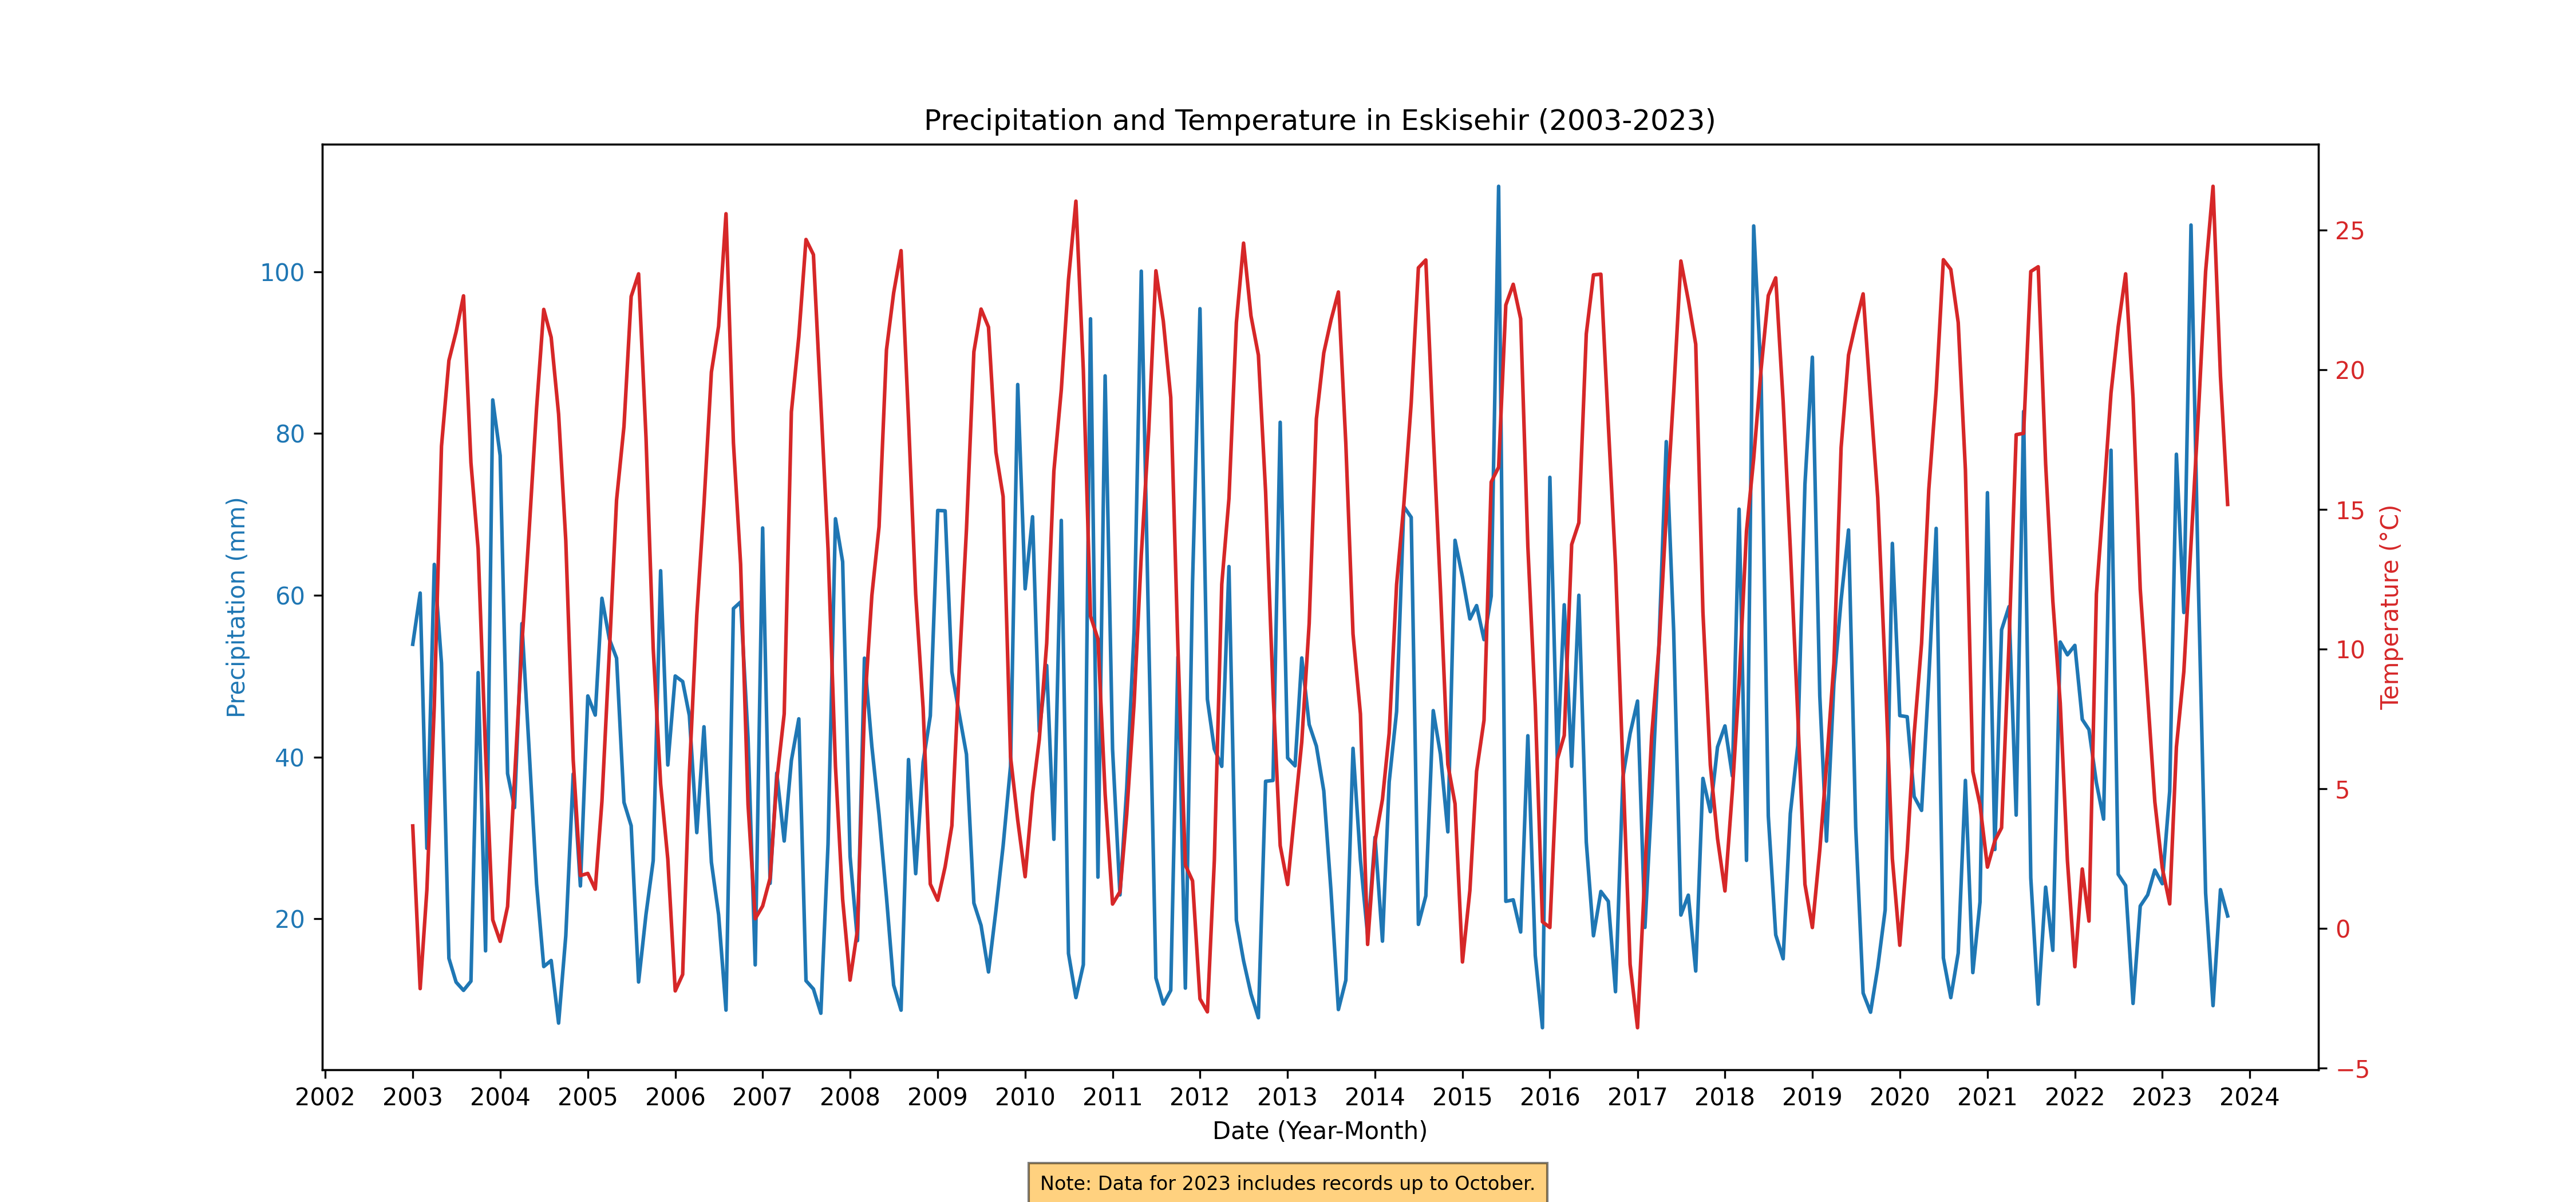 Precipitation and Temperature in Eskisehir (2003-2023)
Precipitation (mm)
100
80
60
40
20
25
20
15
10
5
0
−5
Temperature (°C)
2002 2003 2004 2005 2006 2007 2008 2009 2010 2011 2012 2013 2014 2015 2016 2017 2018 2019 2020 2021 2022 2023 2024
Date (Year-Month)
Note: Data for 2023 includes records up to October.